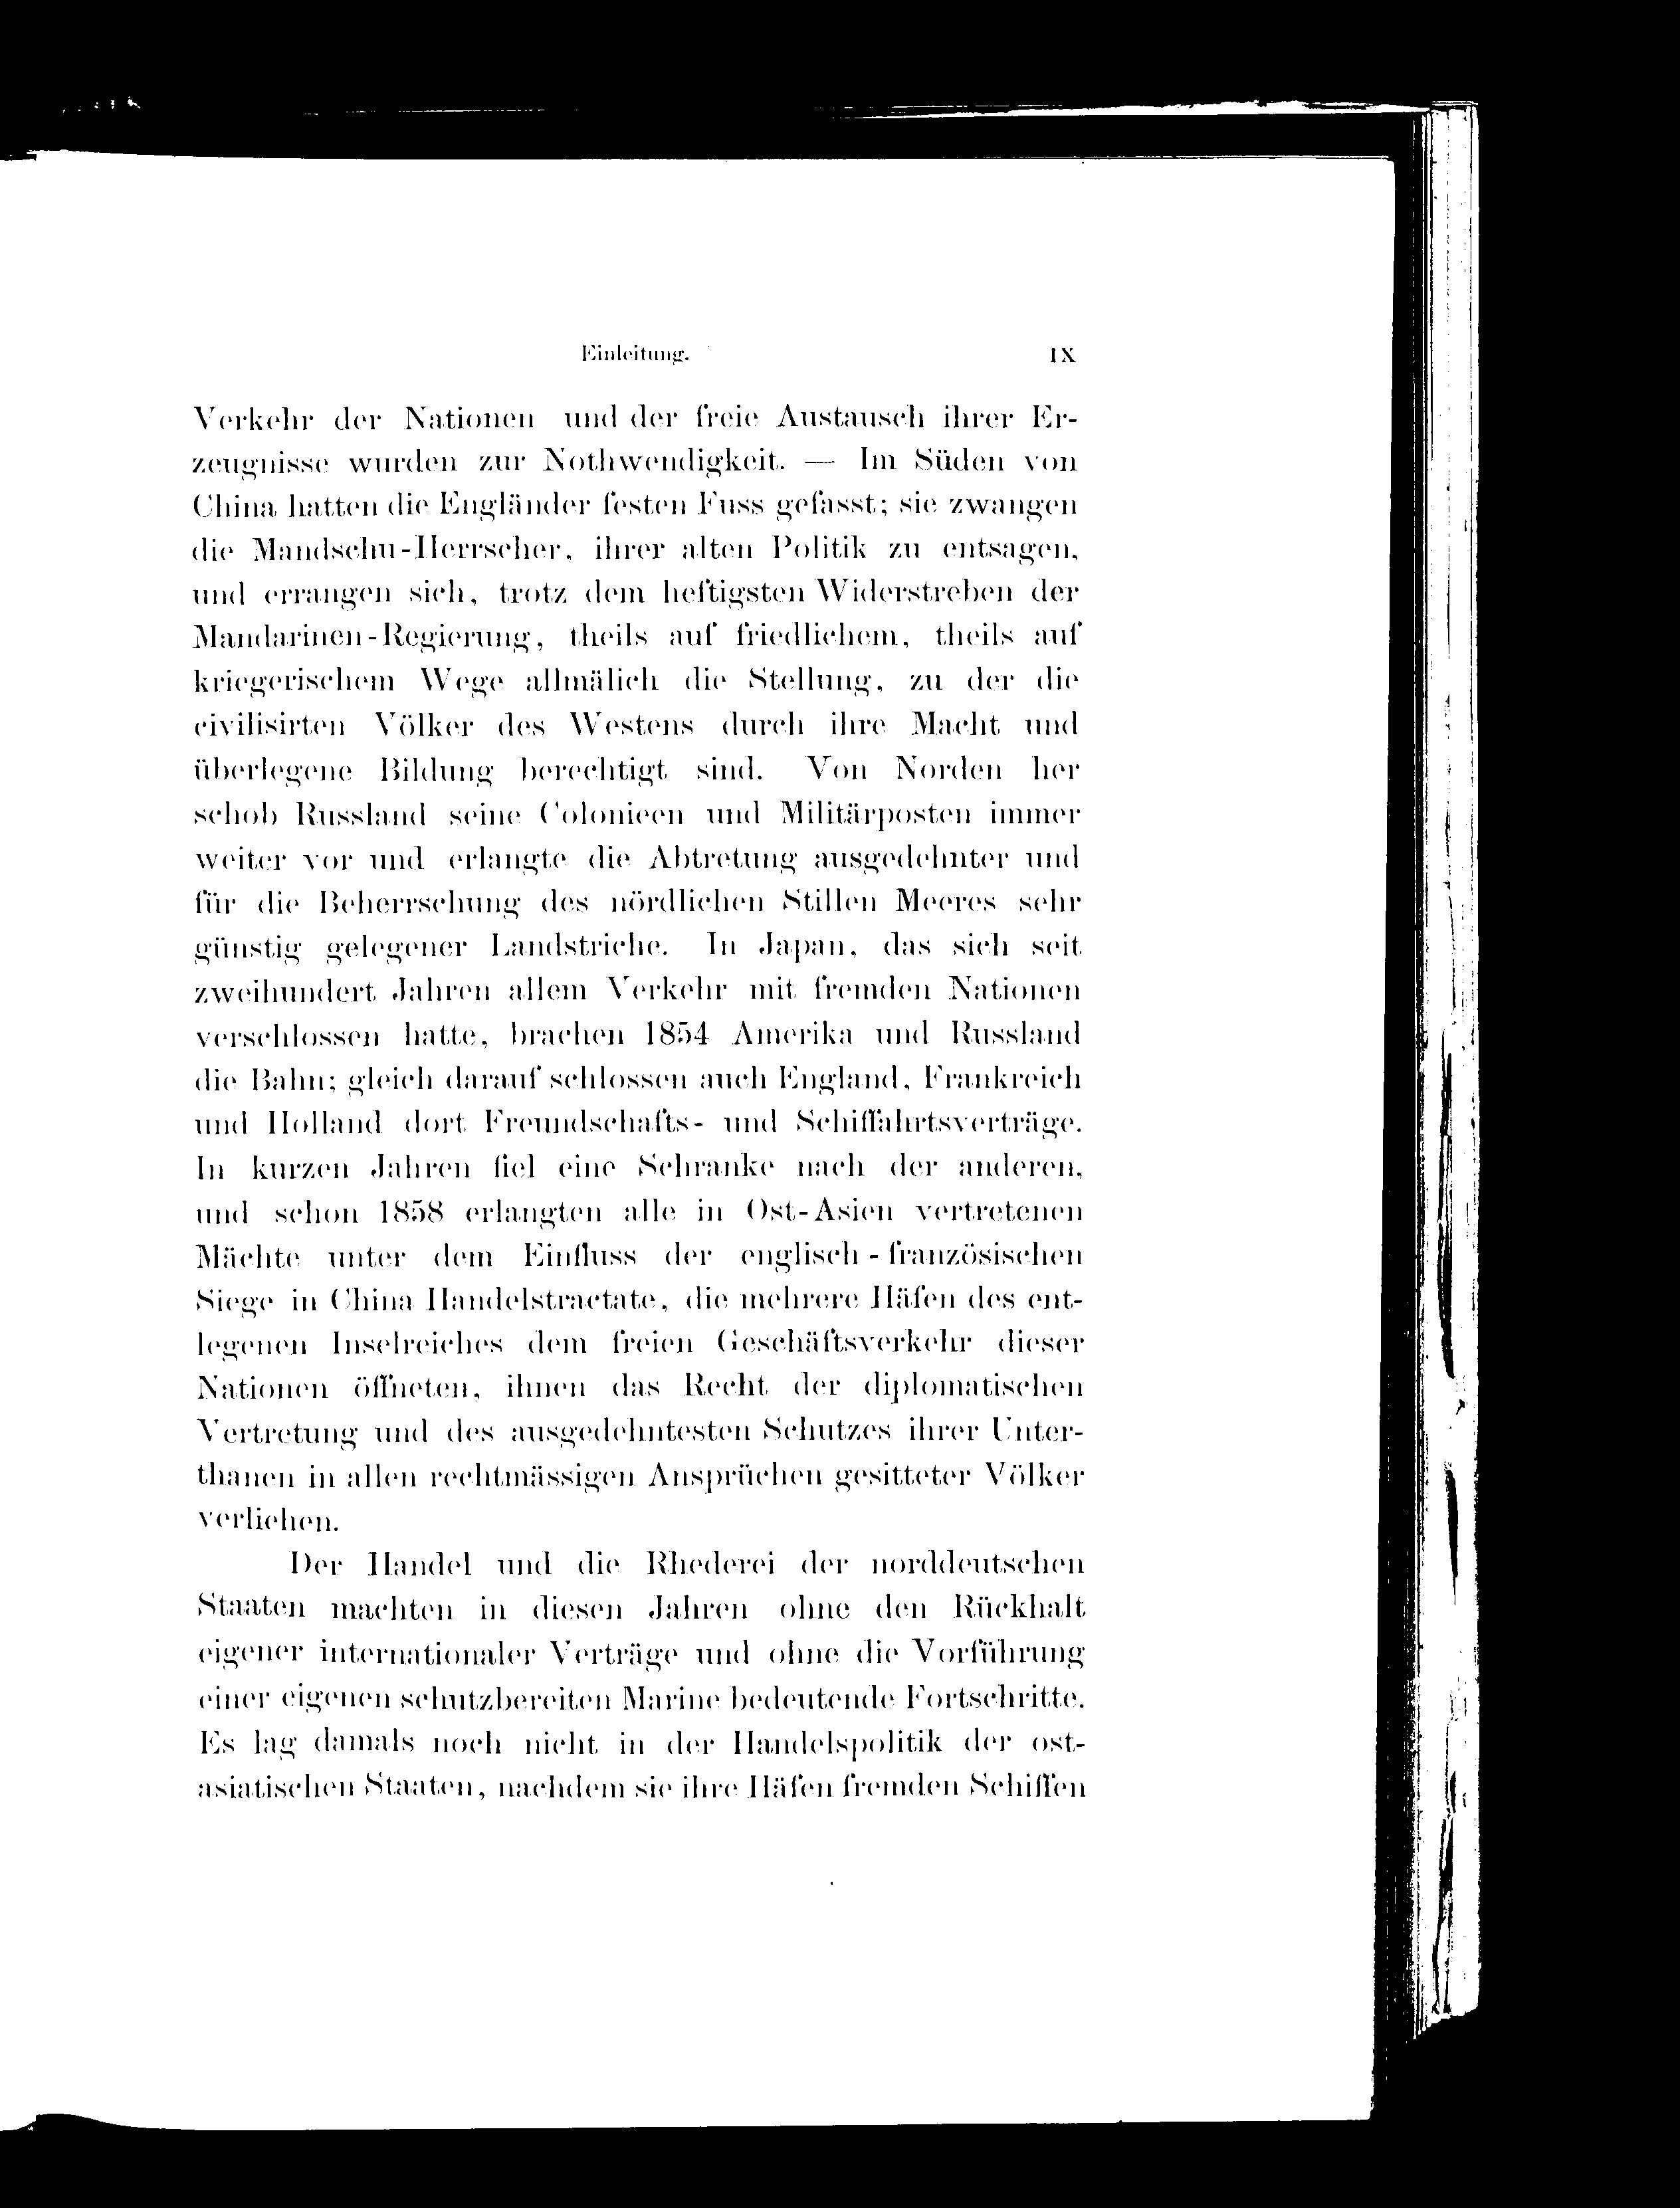 Einleitung. IX
Verkehr der Nationen und der freie Austausch ihrer Er-
zeugnisse wurden zur Nothwendigkeit. — Im Süden von
China hatten die Engländer festen Fuss gefasst; sie zwangen
die Mandschu-Herrscher, ihrer alten Politik zu entsagen,
und errangen sich, trotz dem heftigsten Widerstreben der
Mandarinen-Regierung, theils auf friedlichem, theils auf
kriegerischem Wege allmälich die Stellung, zu der die
civilisirten Völker des Westens durch ihre Macht und
überlegene Bildung berechtigt sind. Von Norden her
schob Russland seine Colonieen und Militärposten immer
weiter vor und erlangte die Abtretung ausgedehnter und
für die Beherrschung des nördlichen Stillen Meeres sehr
günstig gelegener Landstriche. In Japan, das sich seit
zweihundert Jahren allem Verkehr mit fremden Nationen
verschlossen hatte, brachen 1854 Amerika und Russland
die Bahn; gleich darauf schlossen auch England, Frankreich
und Holland dort Freundschafts- und Schiffahrtsverträge.
In kurzen Jahren fiel eine Schranke nach der anderen,
und schon 1858 erlangten alle in Ost-Asien vertretenen
Mächte unter dem Einfluss der englisch-französischen
Siege in China Handelstractate, die mehrere Häfen des ent-
legenen Inselreiches dem freien Geschäftsverkehr dieser
Nationen öffneten, ihnen das Recht der diplomatischen
Vertretung und des ausgedehntesten Schutzes ihrer Unter-
thanen in allen rechtmässigen Ansprüchen gesitteter Völker
verliehen.
Der Handel und die Rhederei der norddeutschen
Staaten machten in diesen Jahren ohne den Rückhalt
eigener internationaler Verträge und ohne die Vorführung
einer eigenen schutzbereiten Marine bedeutende Fortschritte.
Es lag damals noch nicht in der Handelspolitik der ost-
asiatischen Staaten, nachdem sie ihre Häfen fremden Schiffen